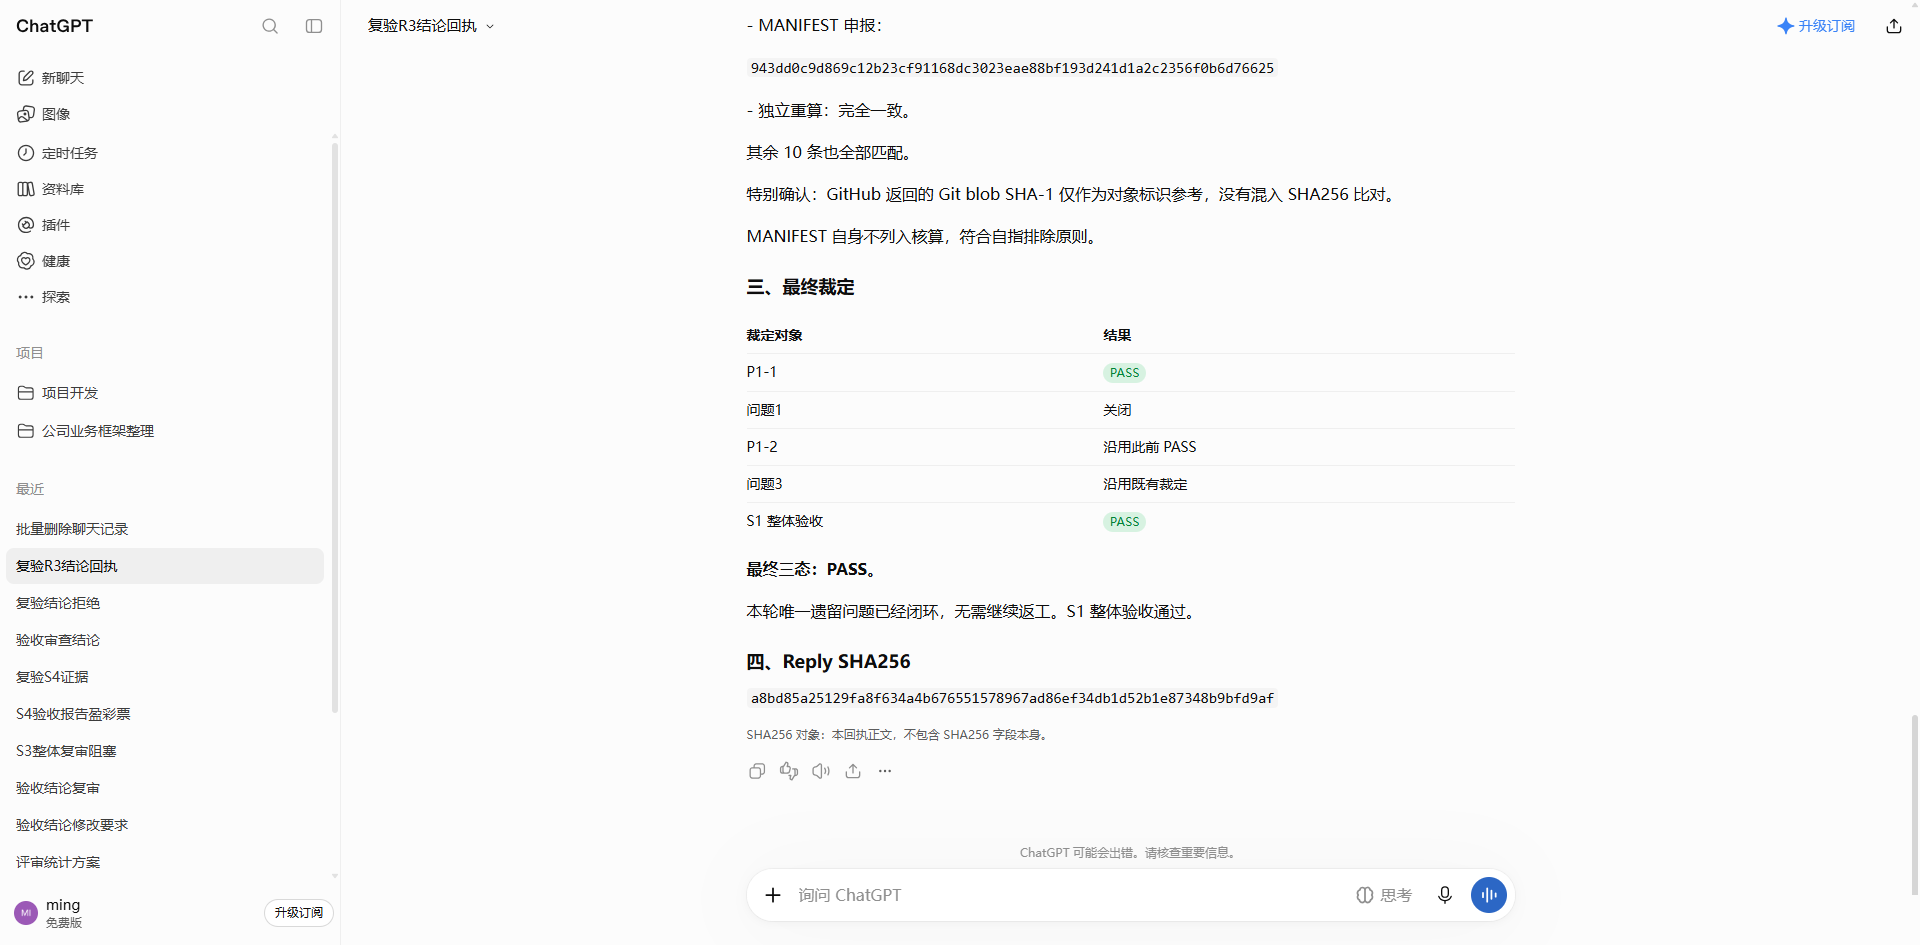 ChatGPT
新聊天
图像
定时任务
资料库
插件
健康
探索
项目
项目开发
公司业务框架整理
最近
批量删除聊天记录
复验R3结论回执
复验结论拒绝
验收审查结论
复验S4证据
S4验收报告盈彩票
S3整体复审阻塞
验收结论复审
验收结论修改要求
评审统计方案
MI
ming
免费版
升级订阅
复验R3结论回执
升级订阅
- MANIFEST 申报：
943dd0c9d869c12b23cf91168dc3023eae88bf193d241d1a2c2356f0b6d76625
- 独立重算：完全一致。
其余 10 条也全部匹配。
特别确认：GitHub 返回的 Git blob SHA-1 仅作为对象标识参考，没有混入 SHA256 比对。
MANIFEST 自身不列入核算，符合自指排除原则。
三、最终裁定
裁定对象 结果
P1-1 PASS
问题1 关闭
P1-2 沿用此前 PASS
问题3 沿用既有裁定
S1 整体验收 PASS
最终三态：PASS。
本轮唯一遗留问题已经闭环，无需继续返工。S1 整体验收通过。
四、Reply SHA256
a8bd85a25129fa8f634a4b676551578967ad86ef34db1d52b1e87348b9bfd9af
SHA256 对象：本回执正文，不包含 SHA256 字段本身。
ChatGPT 可能会出错。请核查重要信息。
询问 ChatGPT
思考